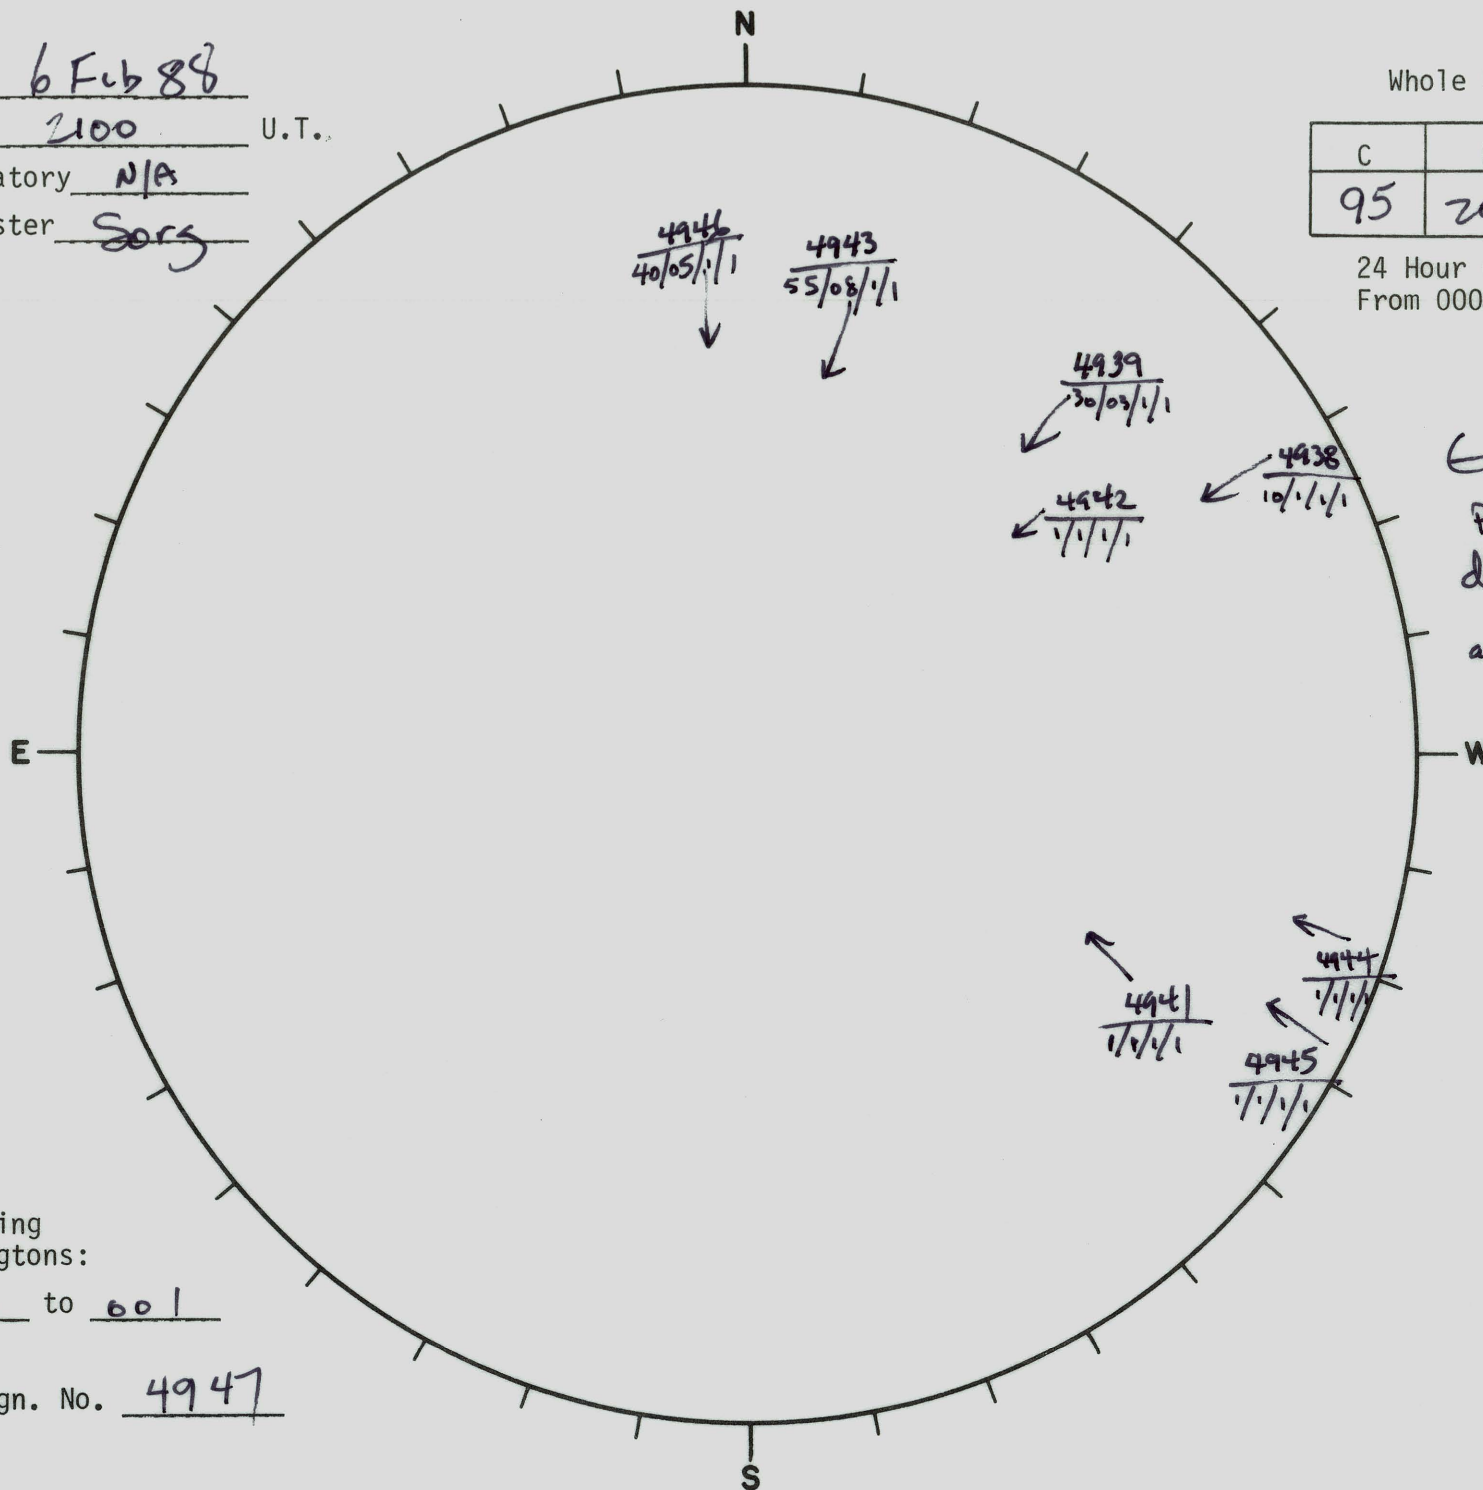 N
6 Feb 88
2100 U.T.
atory N/A
ster Sorg
Whole
C
95
24 Hour
From 000
4946
40/05/1/1
4943
55/08/1/1
4939
30/03/1/1
4938
10/1/1/1
4942
1/1/1/1
E
W
4944
1/1/1/1
4941
1/1/1/1
4945
1/1/1/1
ing
gtons:
to 001
gn. No. 4947
S